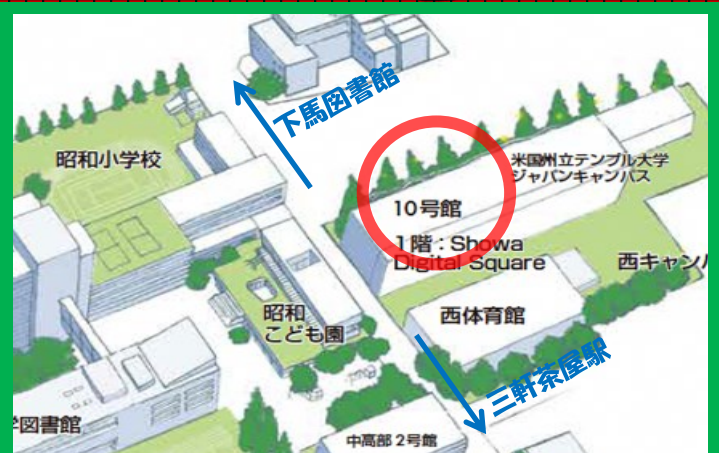 下馬図書館
昭和小学校
米国州立テンプル大学
ジャパンキャンパス
10号館
1階：Showa
Digital Square
西キャンパ
昭和
こども園
西体育館
三軒茶屋駅
学図書館
中高部2号館